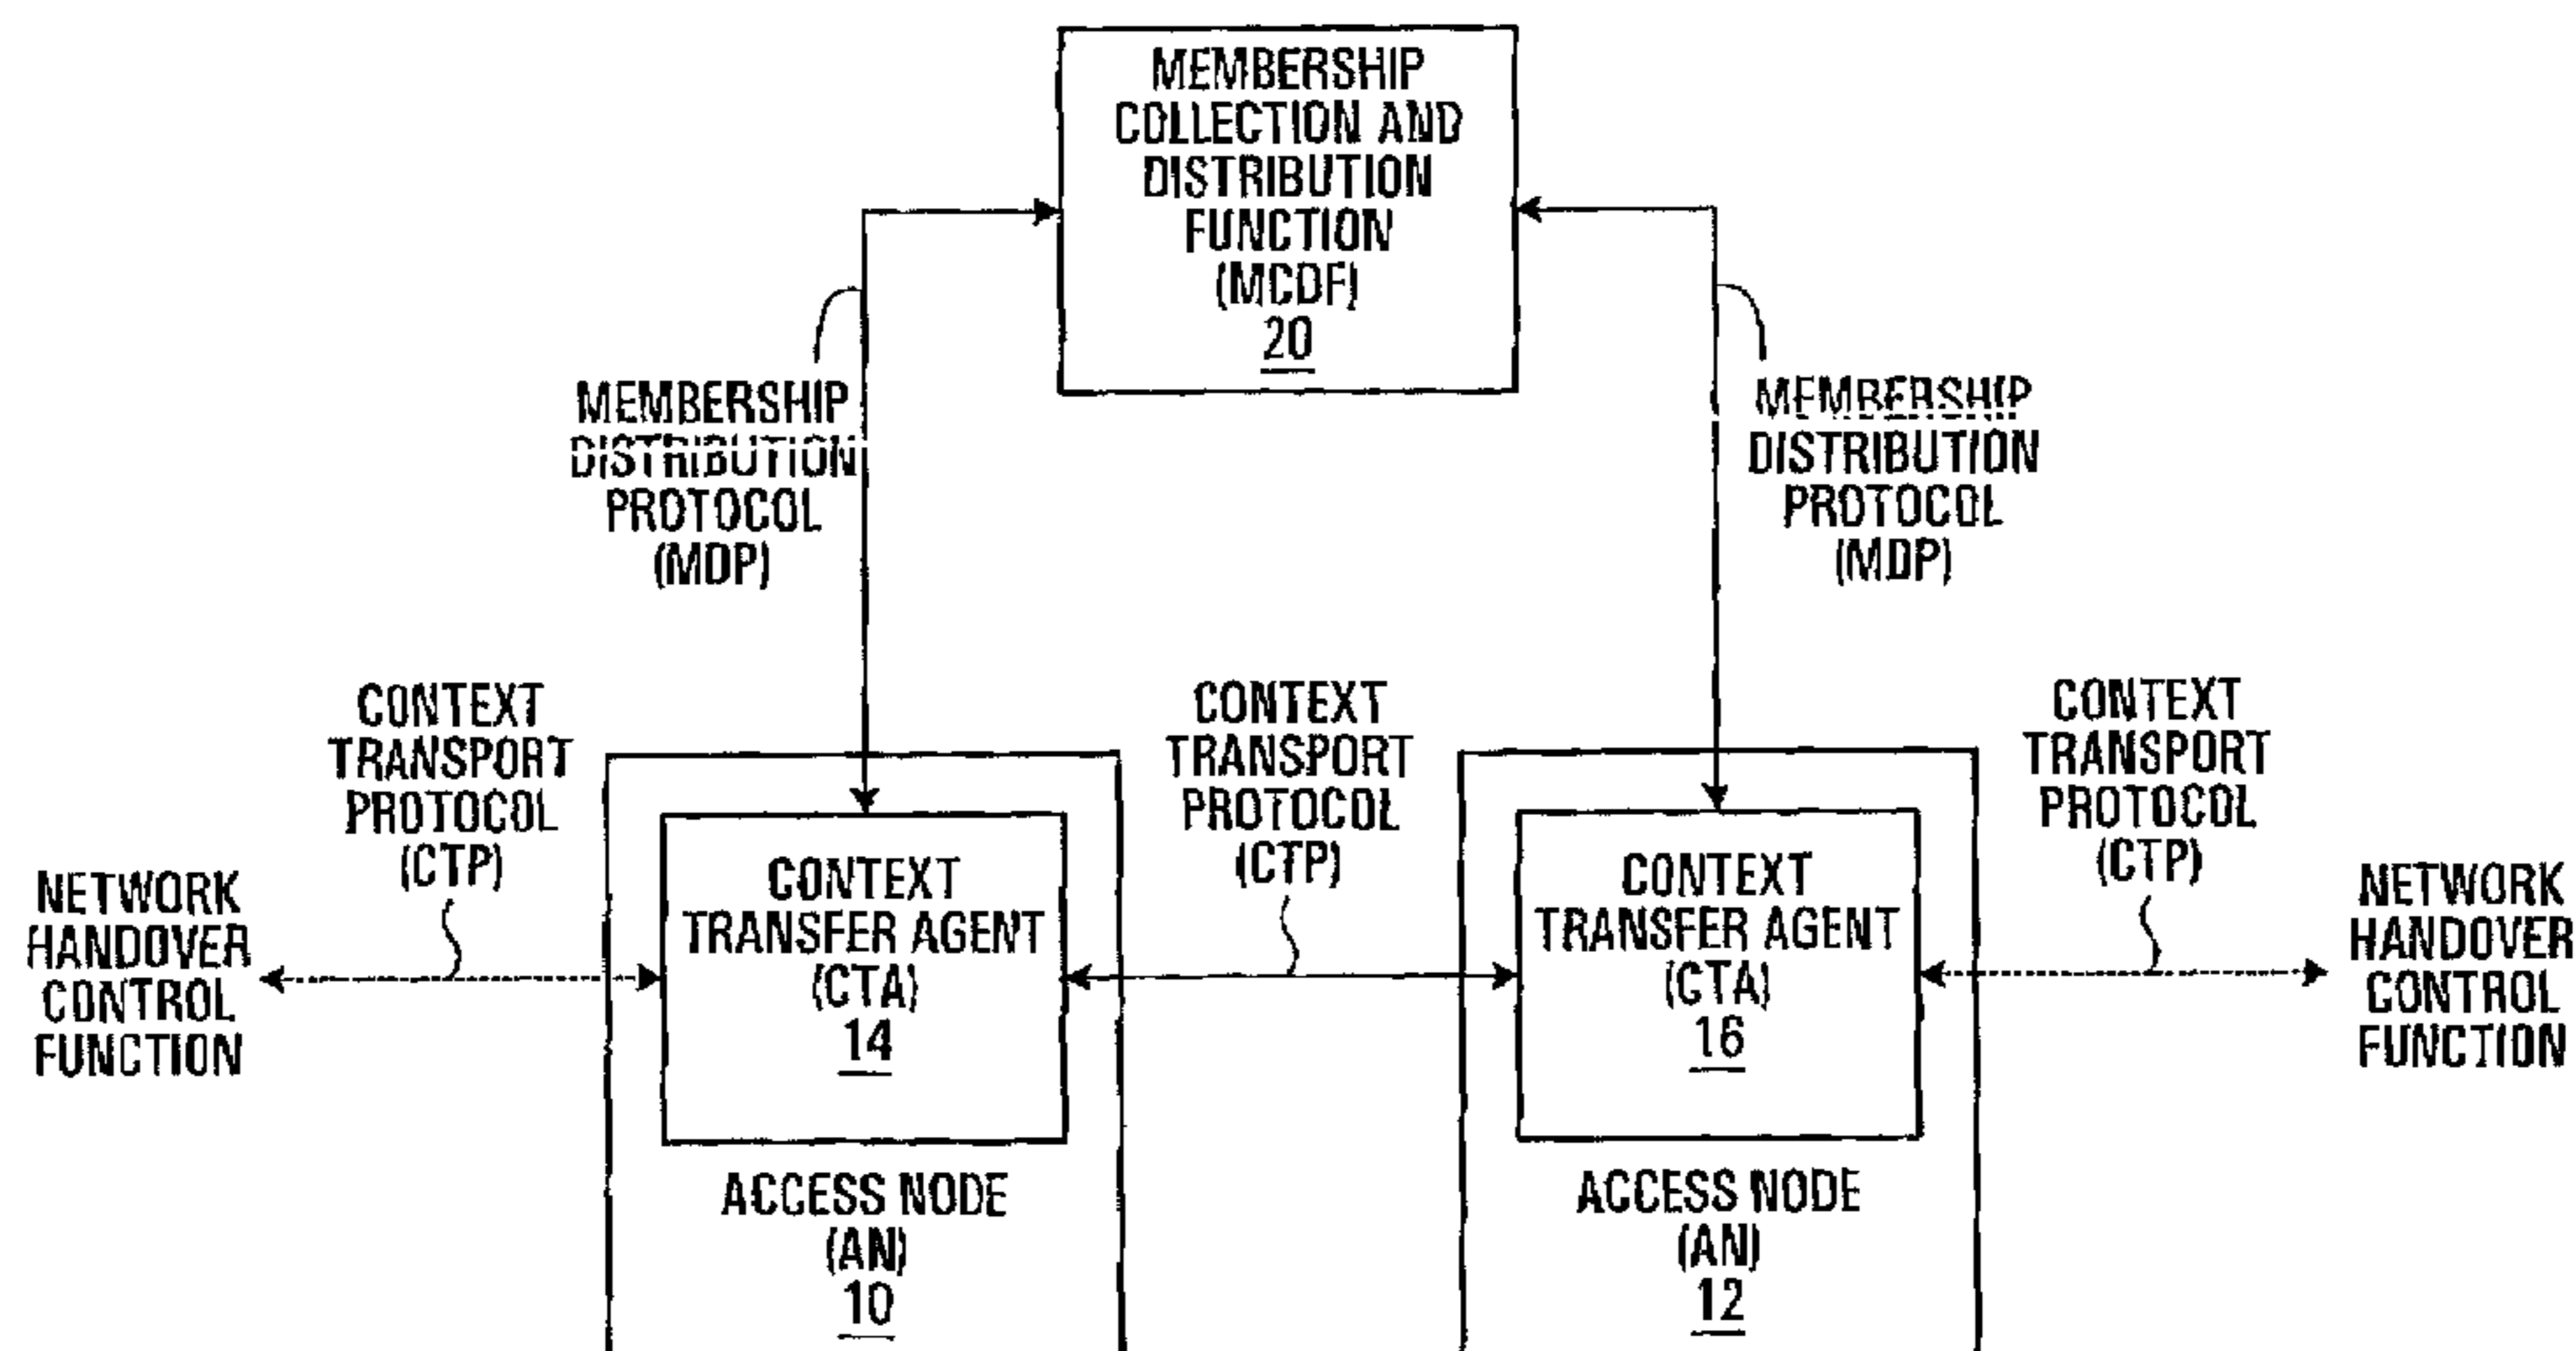 MEMBERSHIP
COLLECTION AND
DISTRIBUTION
FUNCTION
(MCDF)
20
MEMBERSHIP
DISTRIBUTION
PROTOCOL
(MDP)
MEMBERSHIP
DISTRIBUTION
PROTOCOL
(MDP)
CONTEXT
TRANSPORT
PROTOCOL
(CTP)
CONTEXT
TRANSPORT
PROTOCOL
(CTP)
CONTEXT
TRANSPORT
PROTOCOL
(CTP)
NETWORK
HANDOVER
CONTROL
FUNCTION
CONTEXT
TRANSFER AGENT
(CTA)
14
CONTEXT
TRANSFER AGENT
(CTA)
16
NETWORK
HANDOVER
CONTROL
FUNCTION
ACCESS NODE
(AN)
10
ACCESS NODE
(AN)
12